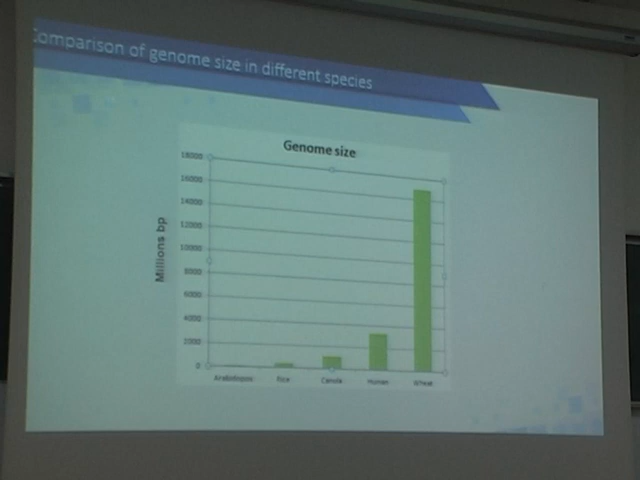 Comparison of genome size in different species
Genome size
Millions bp
18000
16000
14000
12000
10000
8000
6000
4000
2000
0
Arabidopsis Rice Canola Human Wheat